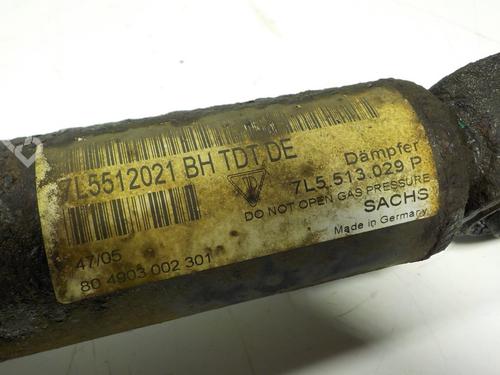 7L5512021 BH TDT DE
Dämpfer
7L5.513.029 P
DO NOT OPEN GAS PRESSURE
SACHS
Made in Germany
47/05
80 4903 002 301